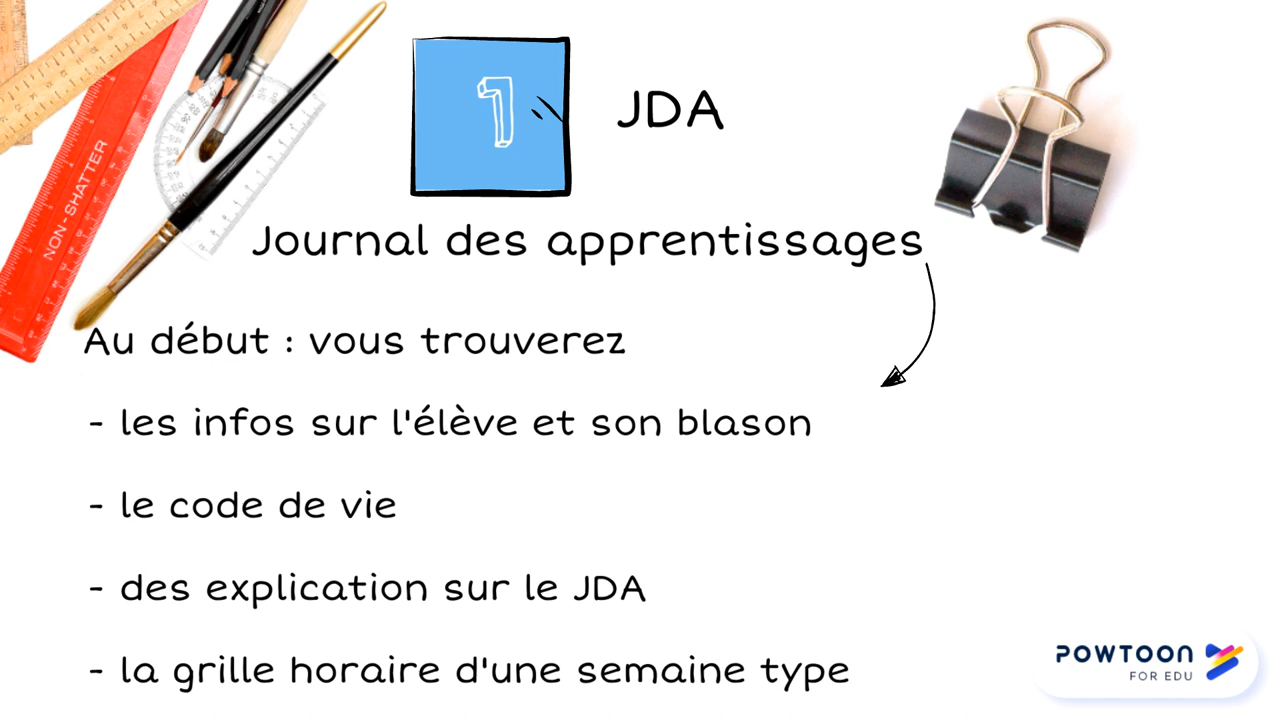 1
JDA
NON-SHATTER
Journal des apprentissages
Au début : vous trouverez
- les infos sur l'élève et son blason
- le code de vie
- des explication sur le JDA
- la grille horaire d'une semaine type
POWTOON
FOR EDU